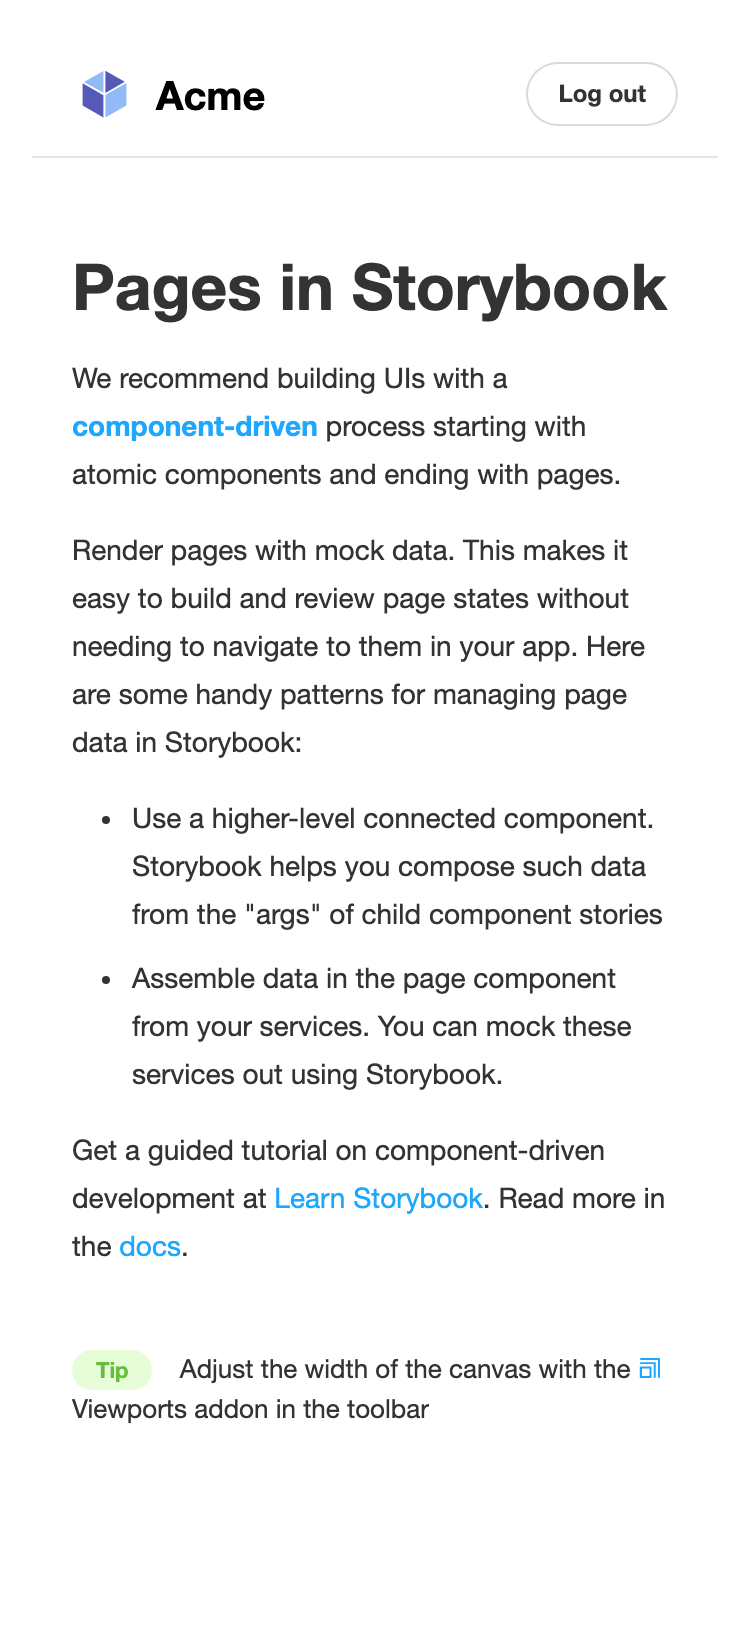 Acme
Log out
Pages in Storybook
We recommend building UIs with a
component-driven process starting with
atomic components and ending with pages.
Render pages with mock data. This makes it
easy to build and review page states without
needing to navigate to them in your app. Here
are some handy patterns for managing page
data in Storybook:
• Use a higher-level connected component.
Storybook helps you compose such data
from the "args" of child component stories
• Assemble data in the page component
from your services. You can mock these
services out using Storybook.
Get a guided tutorial on component-driven
development at Learn Storybook. Read more in
the docs.
Tip Adjust the width of the canvas with the
Viewports addon in the toolbar